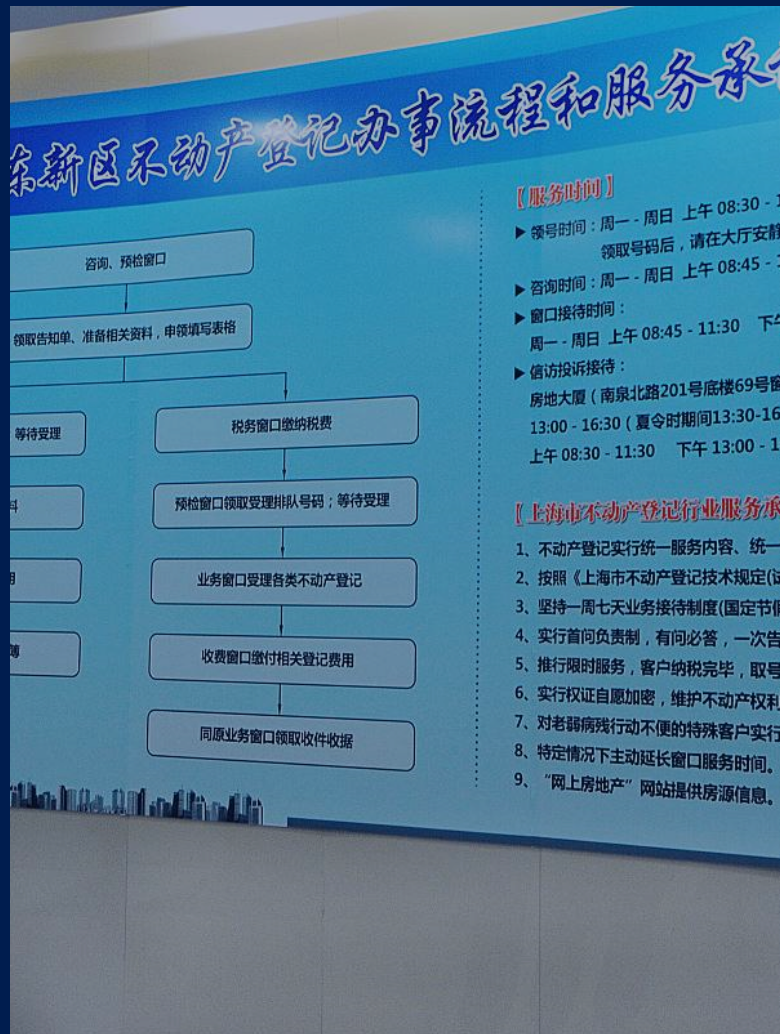 东新区不动产登记办事流程和服务承
咨询、预检窗口
领取告知单、准备相关资料，申领填写表格
等待受理
税务窗口缴纳税费
预检窗口领取受理排队号码；等待受理
业务窗口受理各类不动产登记
收费窗口缴付相关登记费用
同原业务窗口领取收件收据
【服务时间】
▶ 领号时间：周一 - 周日 上午 08:30 -
领取号码后，请在大厅安静
▶ 咨询时间：周一 - 周日 上午 08:45 -
▶ 窗口接待时间：
周一 - 周日 上午 08:45 - 11:30 下午
▶ 信访投诉接待：
房地大厦（南泉北路201号底楼69号窗
13:00 - 16:30（夏令时期间13:30-16
上午 08:30 - 11:30 下午 13:00 -
【上海市不动产登记行业服务承
1、不动产登记实行统一服务内容、统一
2、按照《上海市不动产登记技术规定(试
3、坚持一周七天业务接待制度(国定节假
4、实行首问负责制，有问必答，一次告
5、推行限时服务，客户纳税完毕，取号
6、实行权证自愿加密，维护不动产权利
7、对老弱病残行动不便的特殊客户实行
8、特定情况下主动延长窗口服务时间。
9、“网上房地产”网站提供房源信息。